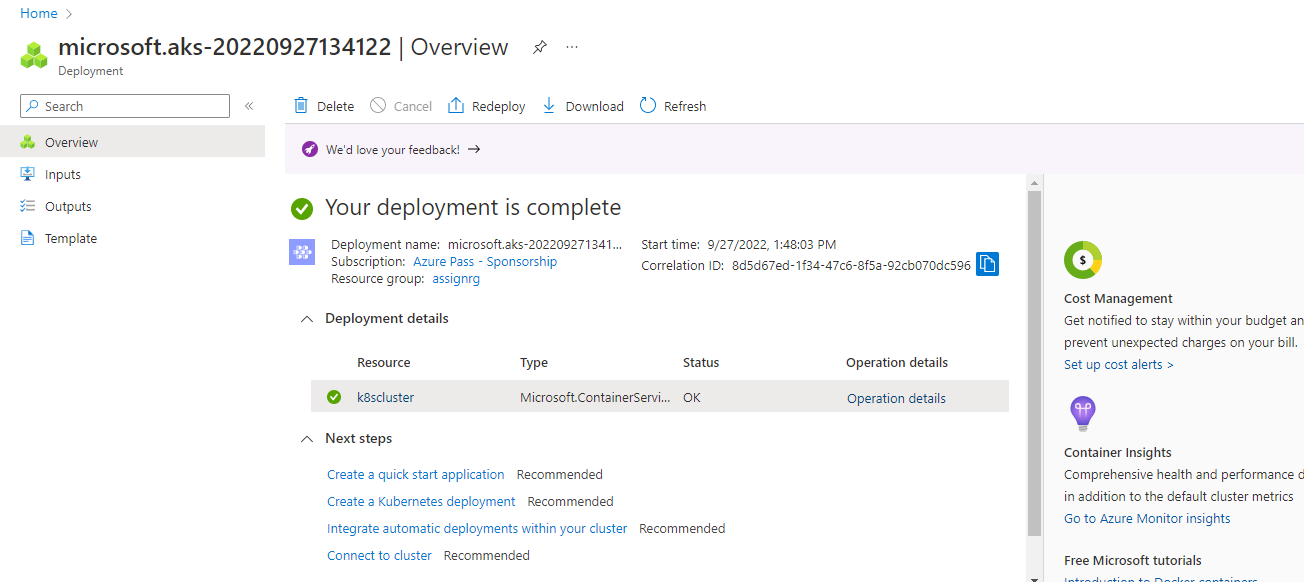 Home
microsoft.aks-20220927134122 | Overview
Deployment
Search
Delete Cancel Redeploy Download Refresh
Overview
Inputs
Outputs
Template
We'd love your feedback!
Your deployment is complete
Deployment name: microsoft.aks-202209271341...
Subscription: Azure Pass - Sponsorship
Resource group: assignrg
Start time: 9/27/2022, 1:48:03 PM
Correlation ID: 8d5d67ed-1f34-47c6-8f5a-92cb070dc596
Deployment details
Resource Type Status Operation details
k8scluster Microsoft.ContainerServi... OK Operation details
Next steps
Create a quick start application Recommended
Create a Kubernetes deployment Recommended
Integrate automatic deployments within your cluster Recommended
Connect to cluster Recommended
$
Cost Management
Get notified to stay within your budget an
prevent unexpected charges on your bill.
Set up cost alerts >
Container Insights
Comprehensive health and performance d
in addition to the default cluster metrics
Go to Azure Monitor insights
Free Microsoft tutorials
Introduction to Docker containers